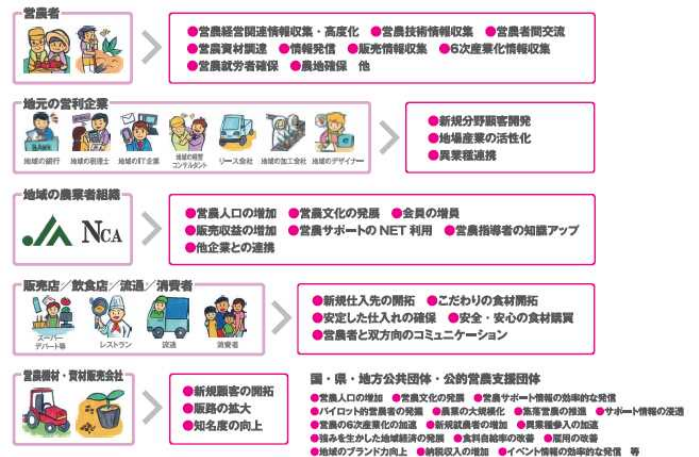 営農者
●営農経営関連情報収集・高度化 ●営農技術情報収集 ●営農者間交流
●営農資材調達 ●情報発信 ●販売情報収集 ●6次産業化情報収集
●営農就労者確保 ●農地確保 他
地元の営利企業
地域の銀行 地域の税理士 地域のIT企業 地域の経営コンサルタント リース会社 地域の加工会社 地域のデザイナー
●新規分野顧客開発
●地場産業の活性化
●異業種連携
地域の農業者組織
JA NCA
●営農人口の増加 ●営農文化の発展 ●会員の増員
●販売収益の増加 ●営農サポートのNET利用 ●営農指導者の知識アップ
●他企業との連携
販売店／飲食店／流通／消費者
スーパー
デパート等 レストラン 流通 消費者
●新規仕入先の開拓 ●こだわりの食材開拓
●安定した仕入れの確保 ●安全・安心の食材購買
●営農者と双方向のコミュニケーション
営農機材・資材販売会社
●新規顧客の開拓
●販路の拡大
●知名度の向上
国・県・地方公共団体・公的営農支援団体
●営農人口の増加 ●営農文化の発展 ●営農サポート情報の効率的な発信
●パイロット的営農者の発掘 ●農業の大規模化 ●集落営農の推進 ●サポート情報の浸透
●営農の6次産業化の加速 ●新規就農者の増加 ●異業種参入の加速
●強みを生かした地域経済の発展 ●食料自給率の改善 ●雇用の改善
●地域のブランド力向上 ●納税収入の増加 ●イベント情報の効率的な発信 等